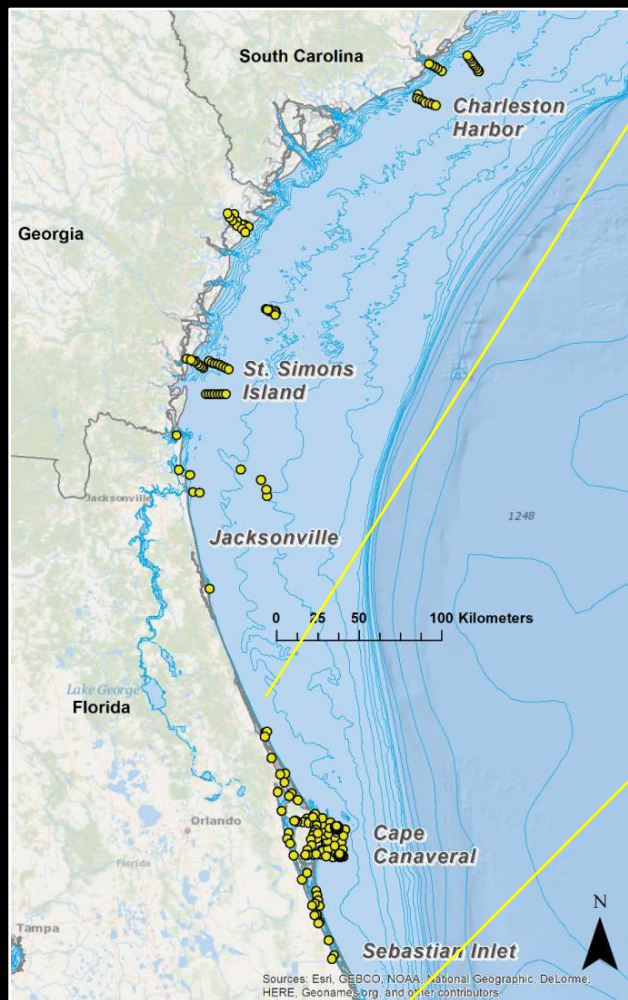 South Carolina
Charleston
Harbor
Georgia
St. Simons
Island
Jacksonville
1248
Jacksonville
0 25 50 100 Kilometers
Lake George
Florida
Orlando
Cape
Canaveral
Florida
N
Tampa
Sebastian Inlet
Sources: Esri, GEBCO, NOAA, National Geographic, DeLorme,
HERE, Geonames.org, and other contributors